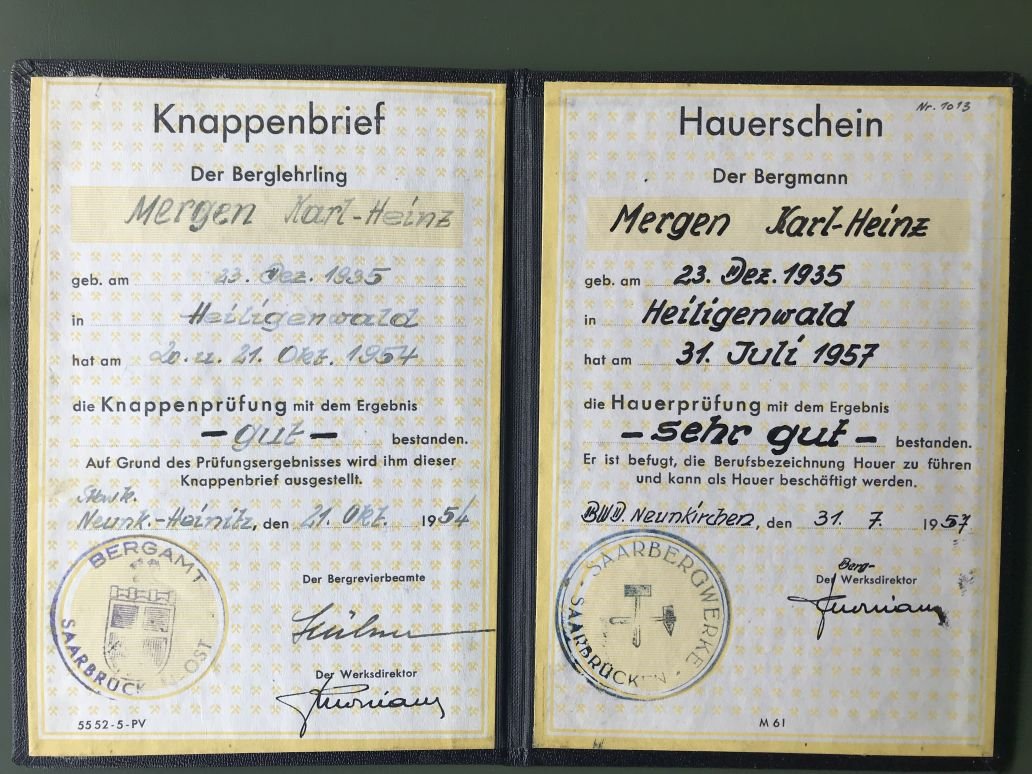 Knappenbrief
Der Berglehrling
Mergen Karl-Heinz
geb. am 23. Dez. 1935
in Heiligenwald
hat am 20. u. 21. Okt. 1954
die Knappenprüfung mit dem Ergebnis
- gut - bestanden.
Auf Grund des Prüfungsergebnisses wird ihm dieser
Knappenbrief ausgestellt.
Neunk.-Heinitz, den 21. Okt. 1954
BERGAMT
SAARBRÜCK OST
Der Bergrevierbeamte
Der Werksdirektor
5552-5-PV
Nr. 1013
Hauerschein
Der Bergmann
Mergen Karl-Heinz
geb. am 23. Dez. 1935
in Heiligenwald
hat am 31. Juli 1957
die Hauerprüfung mit dem Ergebnis
- sehr gut - bestanden.
Er ist befugt, die Berufsbezeichnung Hauer zu führen
und kann als Hauer beschäftigt werden.
BWD. Neunkirchen, den 31. 7. 1957
SAARBERGWERKE
SAARBRÜCKEN
Berg-
Der Werksdirektor
M 61